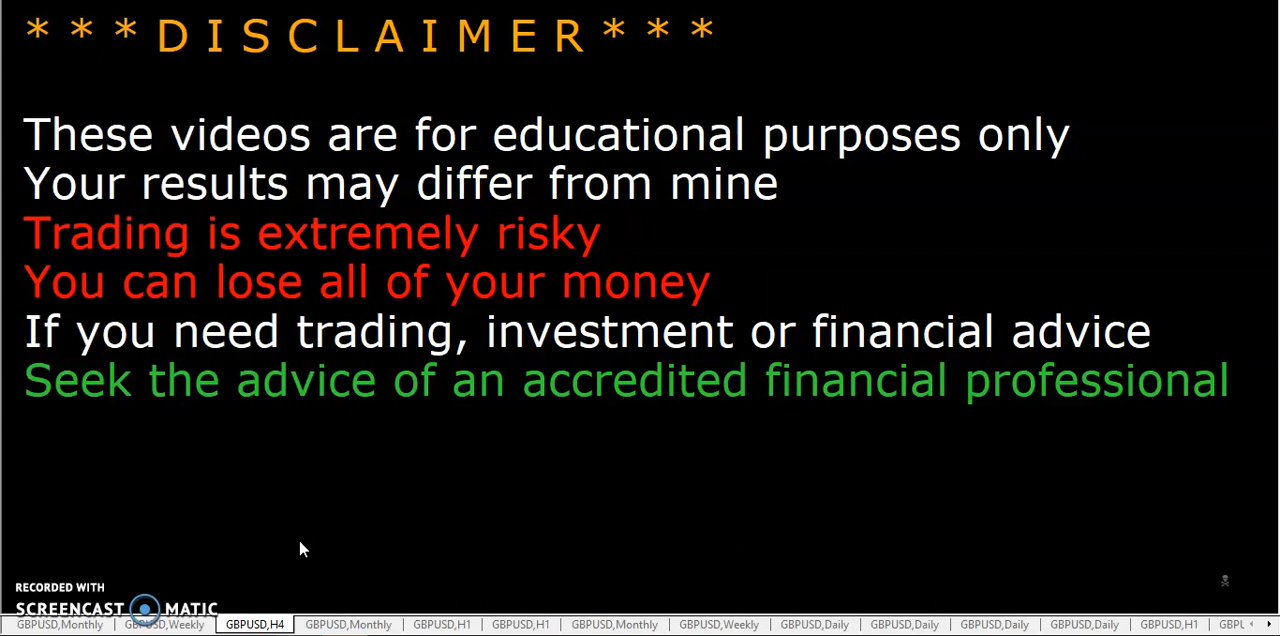 * * * D I S C L A I M E R * * *
These videos are for educational purposes only
Your results may differ from mine
Trading is extremely risky
You can lose all of your money
If you need trading, investment or financial advice
Seek the advice of an accredited financial professional
RECORDED WITH
SCREENCAST MATIC
GBPUSD,Monthly GBPUSD,Weekly GBPUSD,H4 GBPUSD,Monthly GBPUSD,H1 GBPUSD,H1 GBPUSD,Monthly GBPUSD,Weekly GBPUSD,Daily GBPUSD,Daily GBPUSD,Daily GBPUSD,Daily GBPUSD,H1